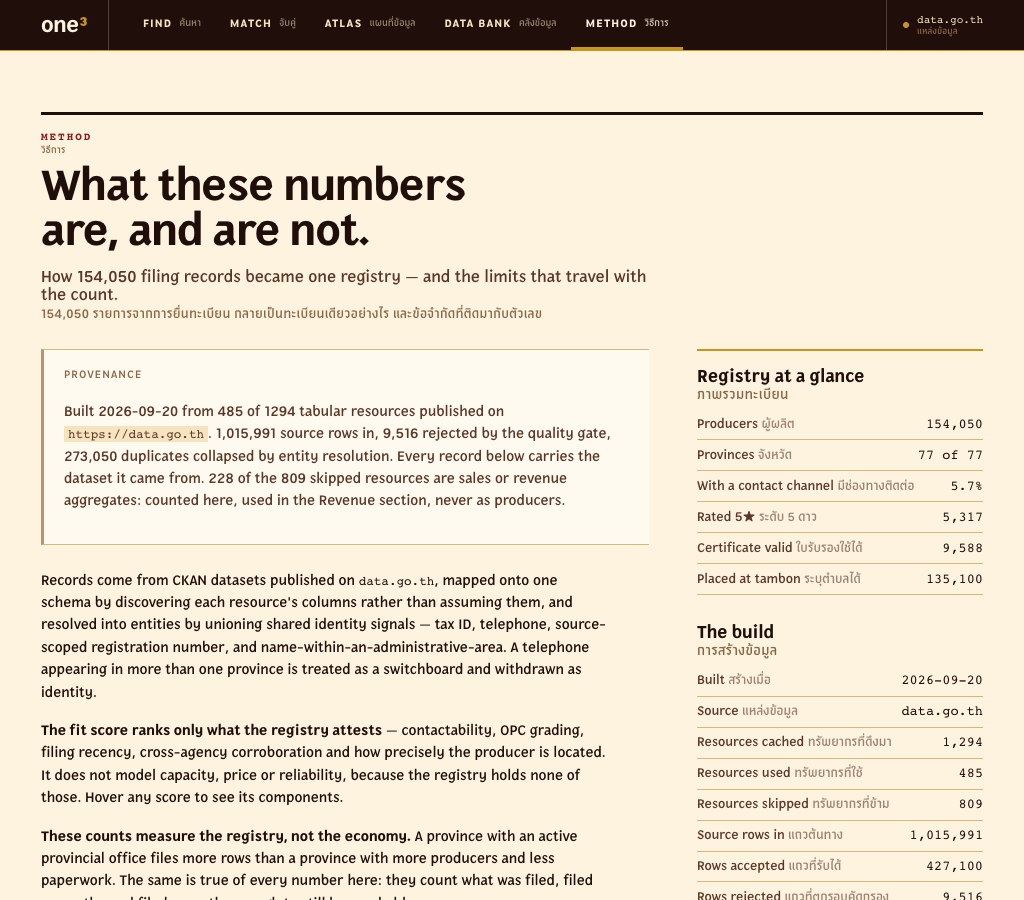 one³
FIND ค้นหา
MATCH จับคู่
ATLAS แผนที่ข้อมูล
DATA BANK คลังข้อมูล
METHOD วิธีการ
data.go.th
แหล่งข้อมูล
METHOD
วิธีการ
What these numbers
are, and are not.
How 154,050 filing records became one registry — and the limits that travel with
the count.
154,050 รายการจากการยื่นทะเบียน กลายเป็นทะเบียนเดียวอย่างไร และข้อจำกัดที่ติดมากับตัวเลข
PROVENANCE
Built 2026-09-20 from 485 of 1294 tabular resources published on
https://data.go.th . 1,015,991 source rows in, 9,516 rejected by the quality gate,
273,050 duplicates collapsed by entity resolution. Every record below carries the
dataset it came from. 228 of the 809 skipped resources are sales or revenue
aggregates: counted here, used in the Revenue section, never as producers.
Records come from CKAN datasets published on data.go.th, mapped onto one
schema by discovering each resource's columns rather than assuming them, and
resolved into entities by unioning shared identity signals — tax ID, telephone, source-
scoped registration number, and name-within-an-administrative-area. A telephone
appearing in more than one province is treated as a switchboard and withdrawn as
identity.
The fit score ranks only what the registry attests — contactability, OPC grading,
filing recency, cross-agency corroboration and how precisely the producer is located.
It does not model capacity, price or reliability, because the registry holds none of
those. Hover any score to see its components.
These counts measure the registry, not the economy. A province with an active
provincial office files more rows than a province with more producers and less
paperwork. The same is true of every number here: they count what was filed, filed
Registry at a glance
ภาพรวมทะเบียน
Producers ผู้ผลิต 154,050
Provinces จังหวัด 77 of 77
With a contact channel มีช่องทางติดต่อ 5.7%
Rated 5★ ระดับ 5 ดาว 5,317
Certificate valid ใบรับรองใช้ได้ 9,588
Placed at tambon ระบุตำบลได้ 135,100
The build
การสร้างข้อมูล
Built สร้างเมื่อ 2026-09-20
Source แหล่งข้อมูล data.go.th
Resources cached ทรัพยากรที่ดึงมา 1,294
Resources used ทรัพยากรที่ใช้ 485
Resources skipped ทรัพยากรที่ข้าม 809
Source rows in แถวต้นทาง 1,015,991
Rows accepted แถวที่รับได้ 427,100
Rows rejected แถวที่ตกรอบคัดกรอง 9,516